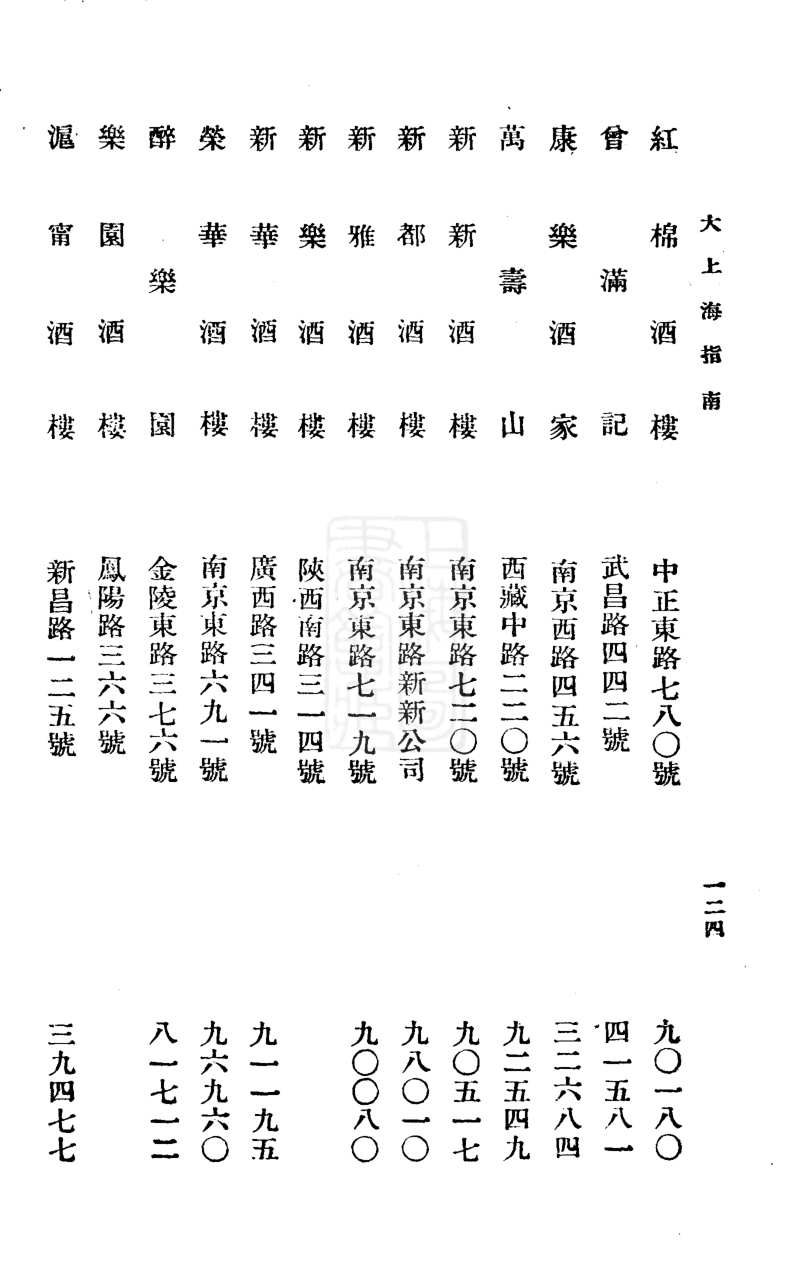 大上海指南
一二四
紅棉酒樓 中正東路七八〇號 九〇一八〇
曾滿記 武昌路四四二號 四一五八一
康樂酒家 南京西路四五六號 三二六八四
萬壽山 西藏中路二二〇號 九二五四九
新新酒樓 南京東路七二〇號 九〇五一七
新都酒樓 南京東路新新公司 九八〇一〇
新雅酒樓 南京東路七一九號 九〇〇八〇
新樂酒樓 陝西南路三一四號
新華酒樓 廣西路三四一號 九一一九五
榮華酒樓 南京東路六九一號 九六九六〇
醉樂園 金陵東路三七六號 八一七一二
樂園酒樓 鳳陽路三六六號
滬甯酒樓 新昌路一二五號 三九四七七